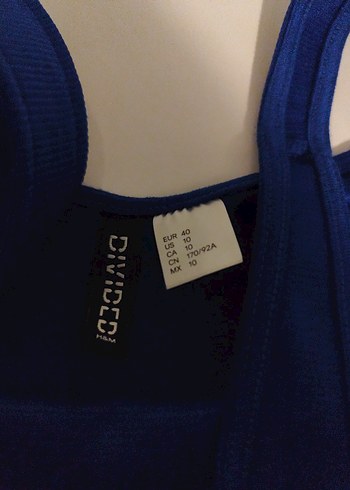 DIVIDED
H&M
EUR 40
US 10
CA 10
CN 170/92A
MX 10